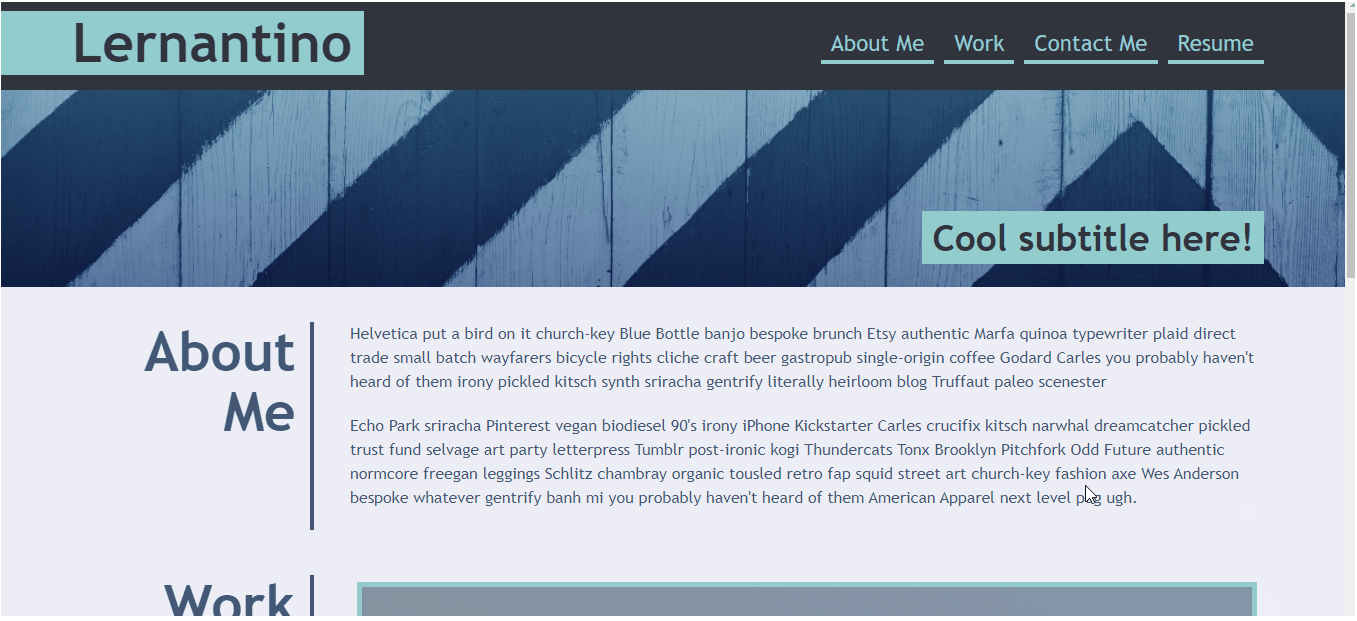 Lernantino
About Me Work Contact Me Resume
Cool subtitle here!
About
Me
Helvetica put a bird on it church-key Blue Bottle banjo bespoke brunch Etsy authentic Marfa quinoa typewriter plaid direct
trade small batch wayfarers bicycle rights cliche craft beer gastropub single-origin coffee Godard Carles you probably haven't
heard of them irony pickled kitsch synth sriracha gentrify literally heirloom blog Truffaut paleo scenester
Echo Park sriracha Pinterest vegan biodiesel 90's irony iPhone Kickstarter Carles crucifix kitsch narwhal dreamcatcher pickled
trust fund selvage art party letterpress Tumblr post-ironic kogi Thundercats Tonx Brooklyn Pitchfork Odd Future authentic
normcore freegan leggings Schlitz chambray organic tousled retro fap squid street art church-key fashion axe Wes Anderson
bespoke whatever gentrify banh mi you probably haven't heard of them American Apparel next level pug ugh.
Work